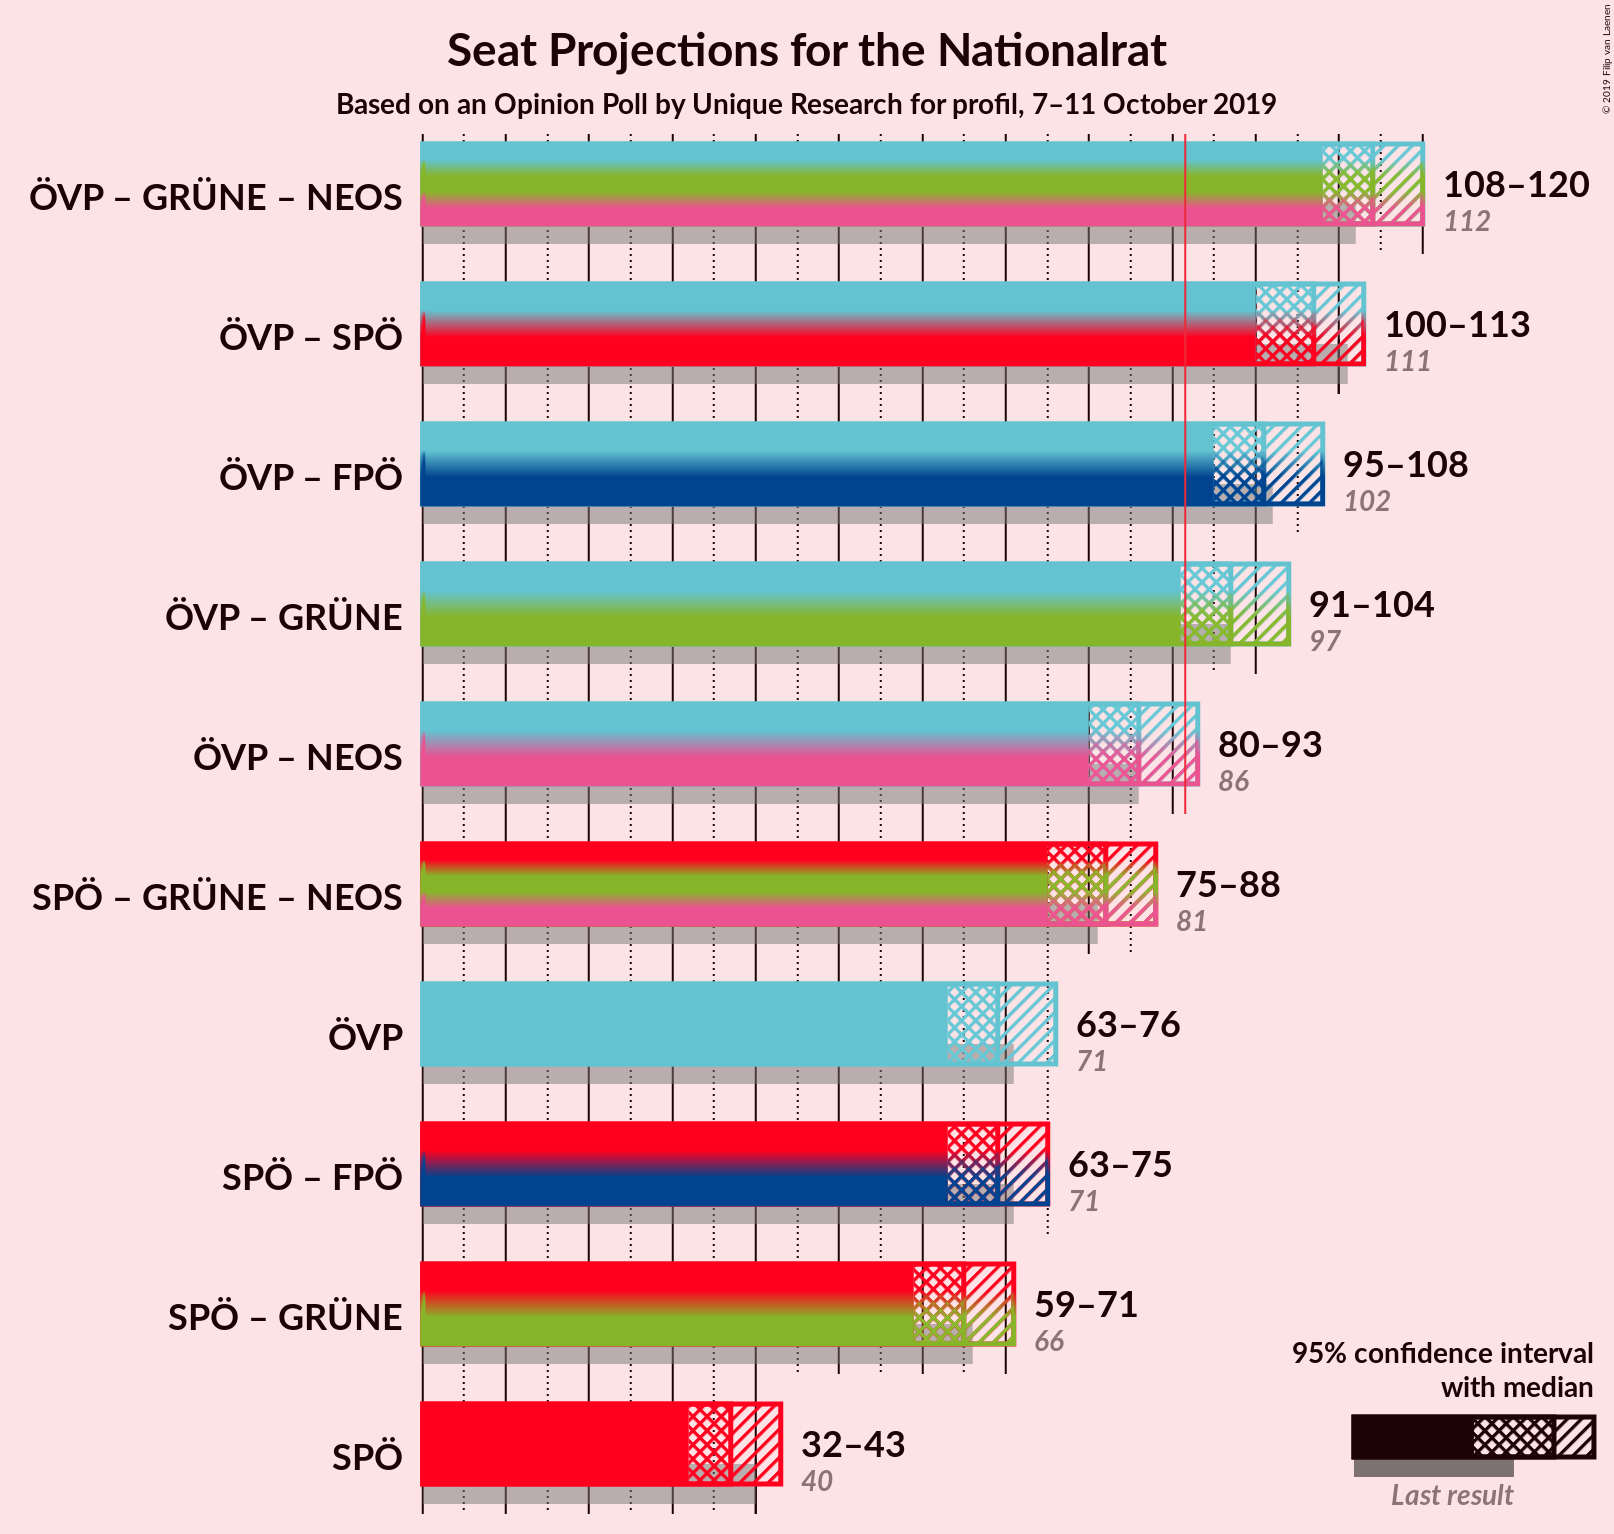 Seat Projections for the Nationalrat
Based on an Opinion Poll by Unique Research for profil, 7–11 October 2019
© 2019 Filip van Laenen
ÖVP – GRÜNE – NEOS
108–120
112
ÖVP – SPÖ
100–113
111
ÖVP – FPÖ
95–108
102
ÖVP – GRÜNE
91–104
97
ÖVP – NEOS
80–93
86
SPÖ – GRÜNE – NEOS
75–88
81
ÖVP
63–76
71
SPÖ – FPÖ
63–75
71
SPÖ – GRÜNE
59–71
66
SPÖ
32–43
40
95% confidence interval
with median
Last result